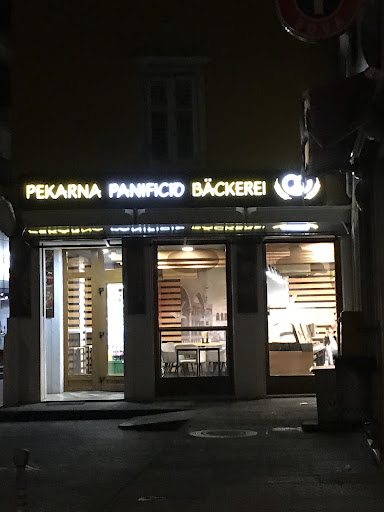 PEKARNA PANIFICIO BÄCKEREI